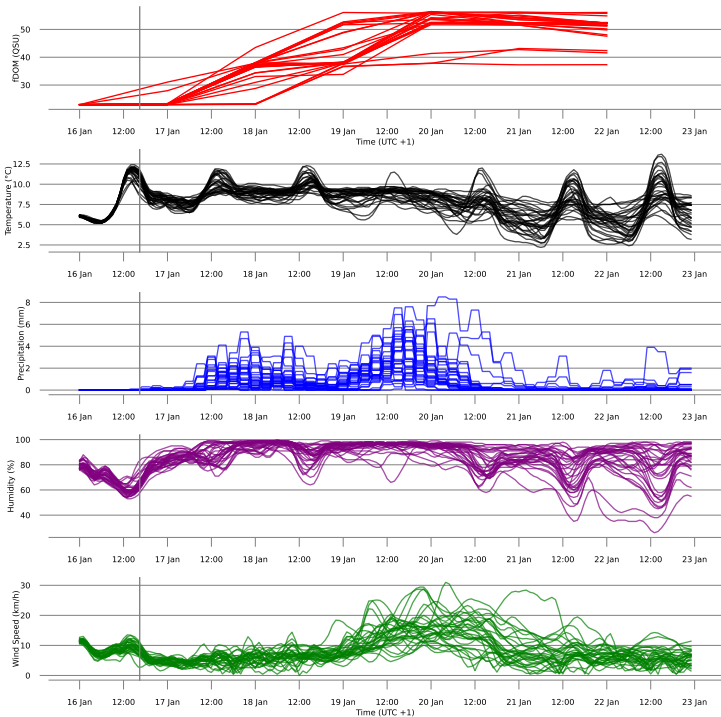 fDOM (QSU)
50
40
30
16 Jan 12:00 17 Jan 12:00 18 Jan 12:00 19 Jan 12:00 20 Jan 12:00 21 Jan 12:00 22 Jan 12:00 23 Jan
Time (UTC +1)
Temperature (°C)
12.5
10.0
7.5
5.0
2.5
16 Jan 12:00 17 Jan 12:00 18 Jan 12:00 19 Jan 12:00 20 Jan 12:00 21 Jan 12:00 22 Jan 12:00 23 Jan
Precipitation (mm)
8
6
4
2
0
16 Jan 12:00 17 Jan 12:00 18 Jan 12:00 19 Jan 12:00 20 Jan 12:00 21 Jan 12:00 22 Jan 12:00 23 Jan
Humidity (%)
100
80
60
40
16 Jan 12:00 17 Jan 12:00 18 Jan 12:00 19 Jan 12:00 20 Jan 12:00 21 Jan 12:00 22 Jan 12:00 23 Jan
Wind Speed (km/h)
30
20
10
0
16 Jan 12:00 17 Jan 12:00 18 Jan 12:00 19 Jan 12:00 20 Jan 12:00 21 Jan 12:00 22 Jan 12:00 23 Jan
Time (UTC +1)